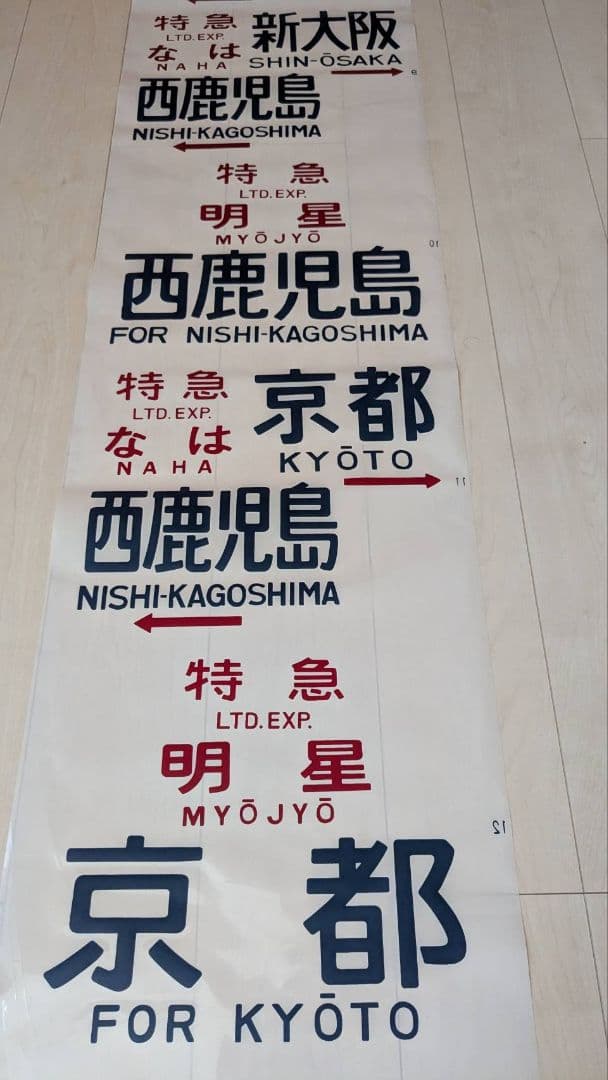 特急 新大阪
LTD.EXP. SHIN-ŌSAKA
なは
NAHA
9
西鹿児島
NISHI-KAGOSHIMA
特急
LTD.EXP.
明星
MYŌJYŌ
10
西鹿児島
FOR NISHI-KAGOSHIMA
特急 京都
LTD.EXP.
なは KYŌTO
NAHA
11
西鹿児島
NISHI-KAGOSHIMA
特急
LTD.EXP.
明星
MYŌJYŌ
12
京都
FOR KYŌTO